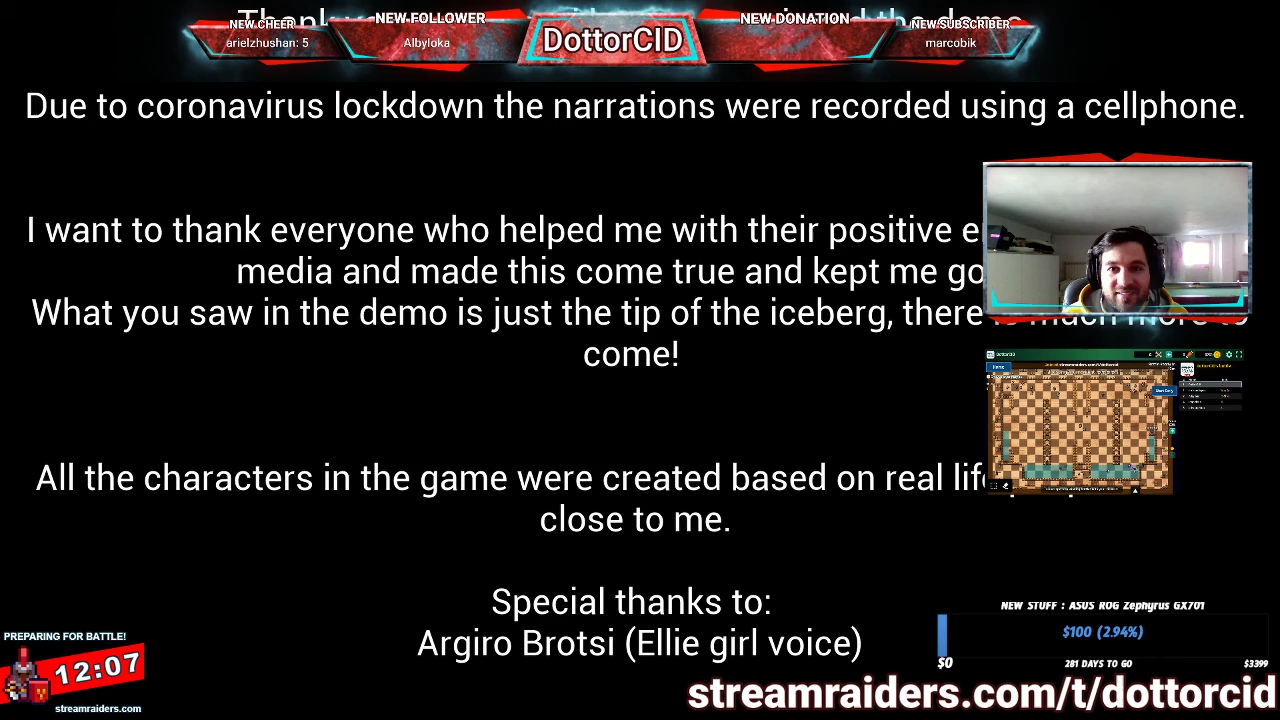 Thank
NEW CHEER
arielzhushan: 5
NEW FOLLOWER
Albyloka
DottorCID
NEW DONATION
NEW SUBSCRIBER
marcobik
Due to coronavirus lockdown the narrations were recorded using a cellphone.
I want to thank everyone who helped me with their positive
media and made this come true and kept me
What you saw in the demo is just the tip of the iceberg, there is much more to
come!
All the characters in the game were created based on real
close to me.
Special thanks to:
Argiro Brotsi (Ellie girl voice)
PREPARING FOR BATTLE!
12:07
streamraiders.com
NEW STUFF : ASUS ROG Zephyrus GX701
$100 (2.94%)
$0
281 DAYS TO GO
$3399
streamraiders.com/t/dottorcid